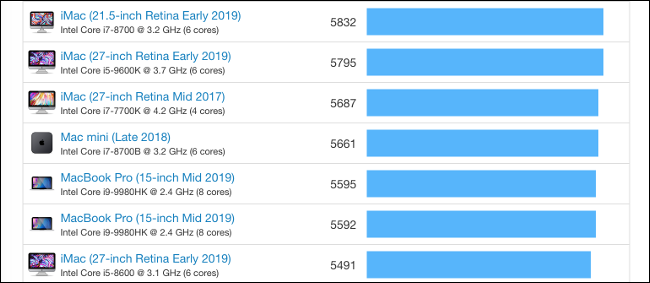 iMac (21.5-inch Retina Early 2019)
Intel Core i7-8700 @ 3.2 GHz (6 cores)
5832
iMac (27-inch Retina Early 2019)
Intel Core i5-9600K @ 3.7 GHz (6 cores)
5795
iMac (27-inch Retina Mid 2017)
Intel Core i7-7700K @ 4.2 GHz (4 cores)
5687
Mac mini (Late 2018)
Intel Core i7-8700B @ 3.2 GHz (6 cores)
5661
MacBook Pro (15-inch Mid 2019)
Intel Core i9-9980HK @ 2.4 GHz (8 cores)
5595
MacBook Pro (15-inch Mid 2019)
Intel Core i9-9980HK @ 2.4 GHz (8 cores)
5592
iMac (27-inch Retina Early 2019)
Intel Core i5-8600 @ 3.1 GHz (6 cores)
5491